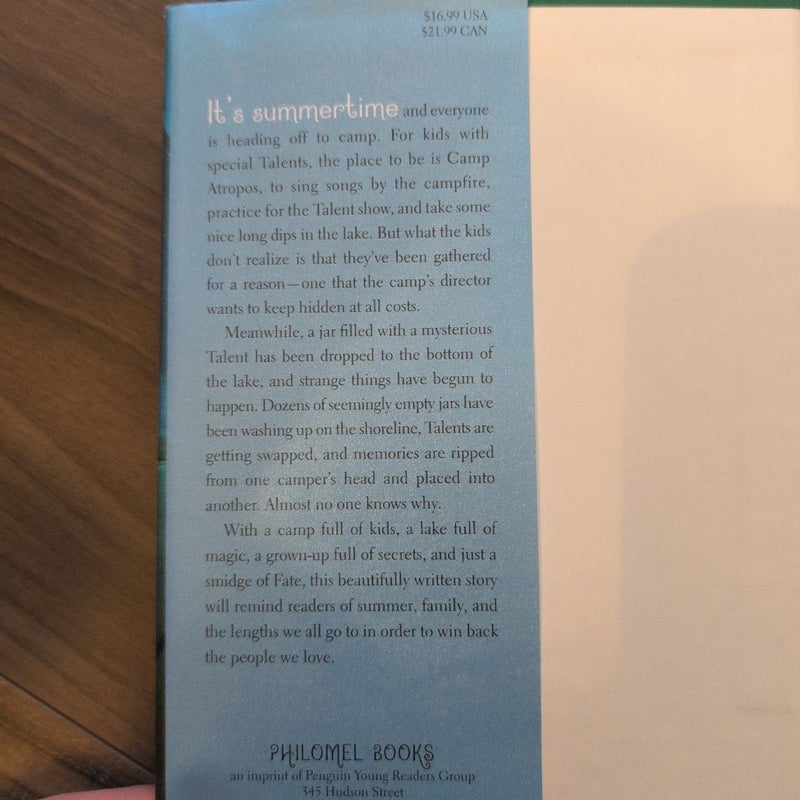 $16.99 USA
$21.99 CAN
It's summertime and everyone
is heading off to camp. For kids with
special Talents, the place to be is Camp
Atropos, to sing songs by the campfire,
practice for the Talent show, and take some
nice long dips in the lake. But what the kids
don't realize is that they've been gathered
for a reason—one that the camp's director
wants to keep hidden at all costs.
Meanwhile, a jar filled with a mysterious
Talent has been dropped to the bottom of
the lake, and strange things have begun to
happen. Dozens of seemingly empty jars have
been washing up on the shoreline, Talents are
getting swapped, and memories are ripped
from one camper's head and placed into
another. Almost no one knows why.
With a camp full of kids, a lake full of
magic, a grown-up full of secrets, and just a
smidge of Fate, this beautifully written story
will remind readers of summer, family, and
the lengths we all go to in order to win back
the people we love.
PHILOMEL BOOKS
an imprint of Penguin Young Readers Group
345 Hudson Street